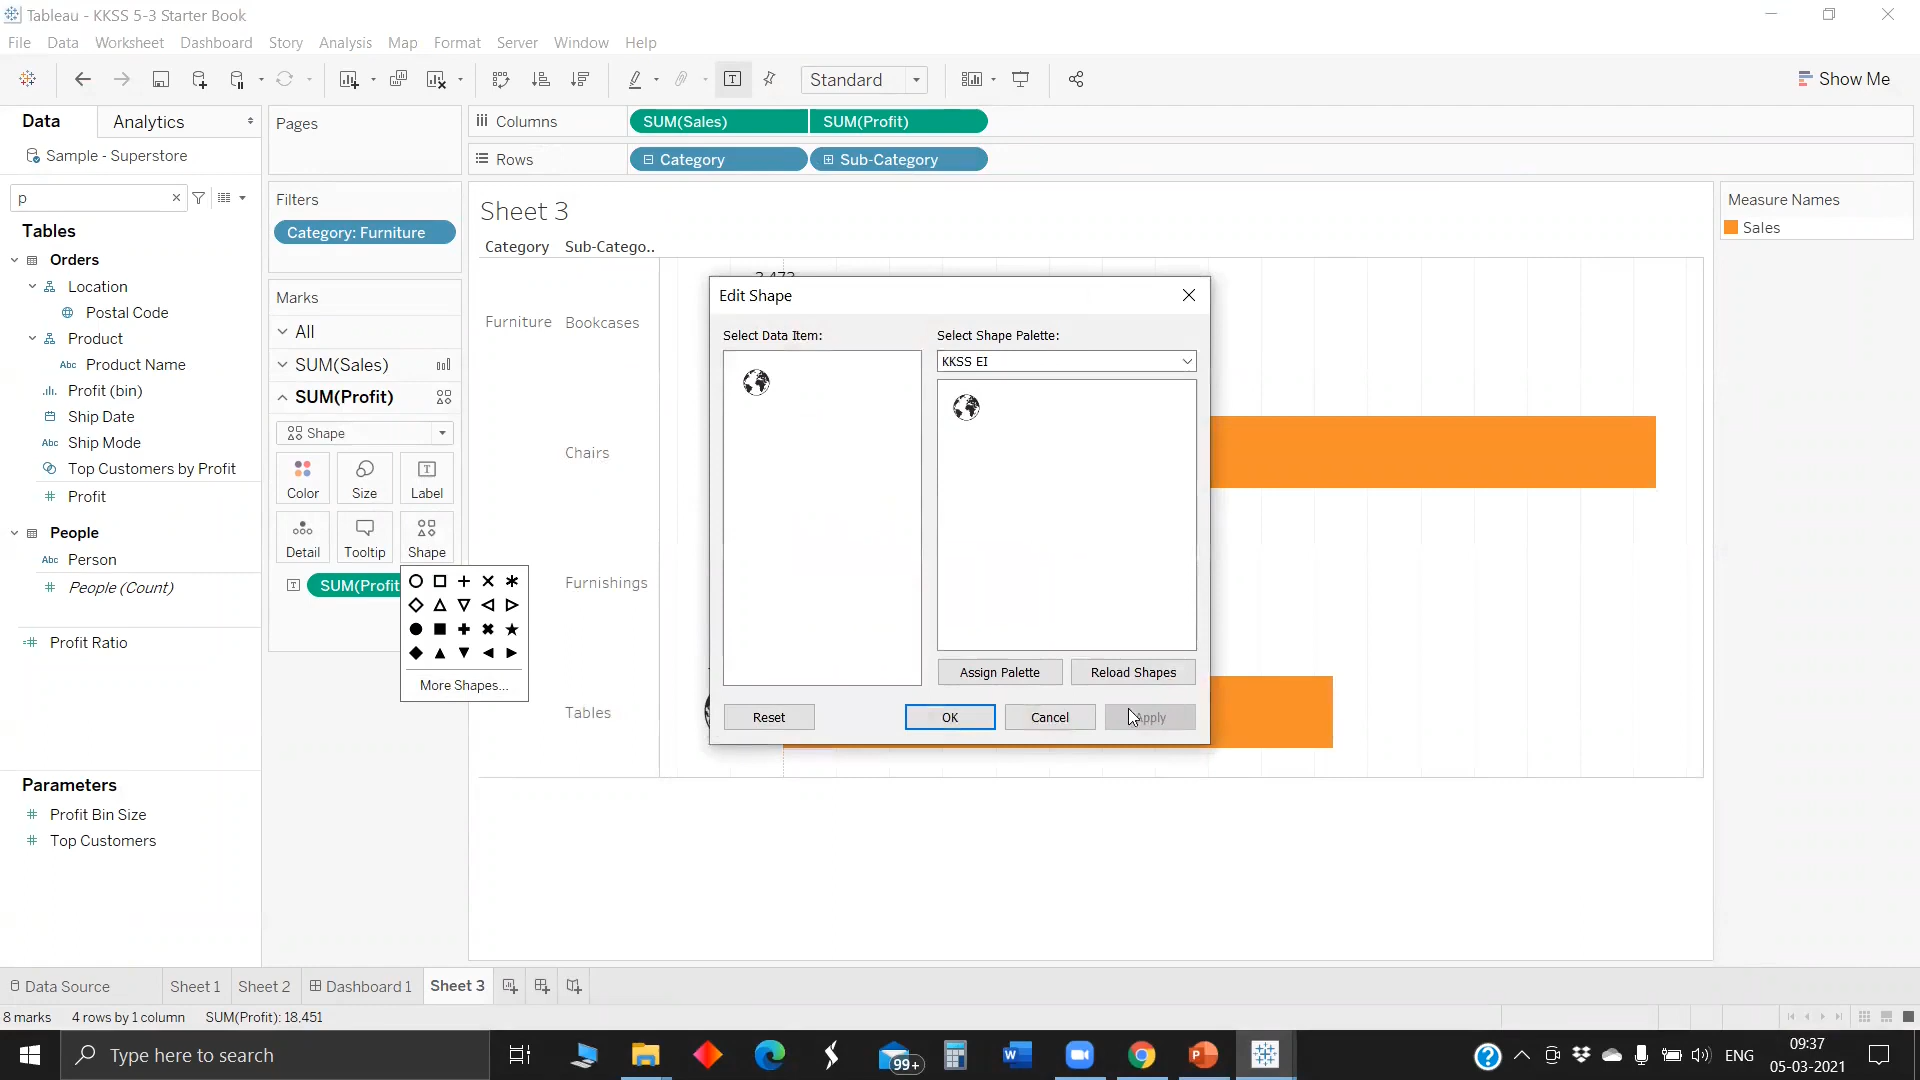 Tableau - KKSS 5-3 Starter Book
File Data Worksheet Dashboard Story Analysis Map Format Server Window Help
Standard
Show Me
Data Analytics
Pages
Columns SUM(Sales) SUM(Profit)
Sample - Superstore
Rows Category Sub-Category
p
Filters
Category: Furniture
Sheet 3
Measure Names
Sales
Category Sub-Catego..
Tables
Orders
Location
Postal Code
Product
Product Name
Profit (bin)
Ship Date
Ship Mode
Top Customers by Profit
Profit
People
Person
People (Count)
Profit Ratio
Parameters
Profit Bin Size
Top Customers
Marks
All
SUM(Sales)
SUM(Profit)
Shape
Color Size Label
Detail Tooltip Shape
SUM(Profit
More Shapes...
Furniture Bookcases
Chairs
Furnishings
Tables
Edit Shape
Select Data Item: Select Shape Palette:
KKSS EI
Assign Palette Reload Shapes
Reset OK Cancel Apply
Data Source Sheet 1 Sheet 2 Dashboard 1 Sheet 3
8 marks 4 rows by 1 column SUM(Profit): 18,451
Type here to search
99+
ENG
09:37
05-03-2021